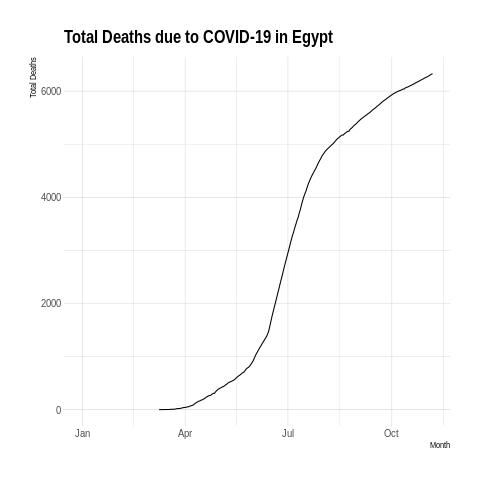 Total Deaths due to COVID-19 in Egypt
Total Deaths
6000
4000
2000
0
Jan Apr Jul Oct
Month